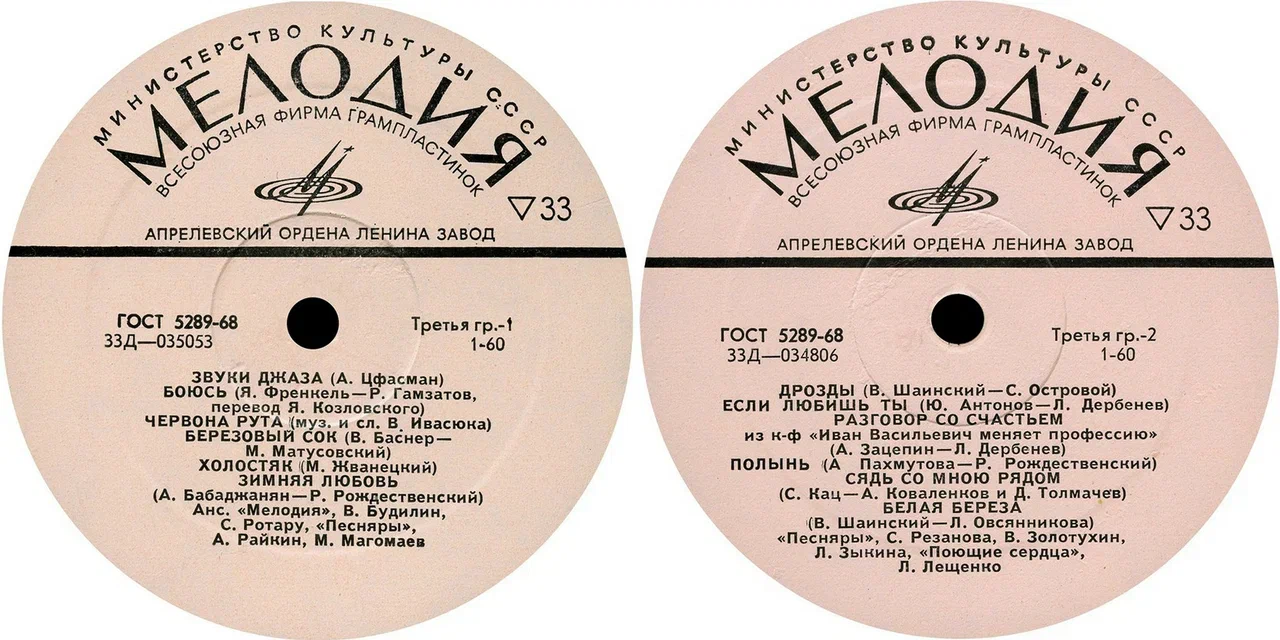 МИНИСТЕРСТВО КУЛЬТУРЫ СССР
МЕЛОДИЯ
ВСЕСОЮЗНАЯ ФИРМА ГРАМПЛАСТИНОК
▽33
АПРЕЛЕВСКИЙ ОРДЕНА ЛЕНИНА ЗАВОД
ГОСТ 5289-68
33Д—035053
Третья гр.-1
1-60
ЗВУКИ ДЖАЗА (А. Цфасман)
БОЮСЬ (Я. Френкель—Р. Гамзатов,
перевод Я. Козловского)
ЧЕРВОНА РУТА (муз. и сл. В. Ивасюка)
БЕРЕЗОВЫЙ СОК (В. Баснер—
М. Матусовский)
ХОЛОСТЯК (М. Жванецкий)
ЗИМНЯЯ ЛЮБОВЬ
(А. Бабаджанян—Р. Рождественский)
Анс. «Мелодия», В. Будилин,
С. Ротару, «Песняры»,
А. Райкин, М. Магомаев
МИНИСТЕРСТВО КУЛЬТУРЫ СССР
МЕЛОДИЯ
ВСЕСОЮЗНАЯ ФИРМА ГРАМПЛАСТИНОК
▽33
АПРЕЛЕВСКИЙ ОРДЕНА ЛЕНИНА ЗАВОД
ГОСТ 5289-68
33Д—034806
Третья гр.-2
1-60
ДРОЗДЫ (В. Шаинский—С. Островой)
ЕСЛИ ЛЮБИШЬ ТЫ (Ю. Антонов—Л. Дербенев)
РАЗГОВОР СО СЧАСТЬЕМ
из к-ф «Иван Васильевич меняет профессию»
(А. Зацепин—Л. Дербенев)
ПОЛЫНЬ (А Пахмутова—Р. Рождественский)
СЯДЬ СО МНОЮ РЯДОМ
(С. Кац—А. Коваленков и Д. Толмачев)
БЕЛАЯ БЕРЕЗА
(В. Шаинский—Л. Овсянникова)
«Песняры», С. Резанова, В. Золотухин,
Л. Зыкина, «Поющие сердца»,
Л. Лещенко